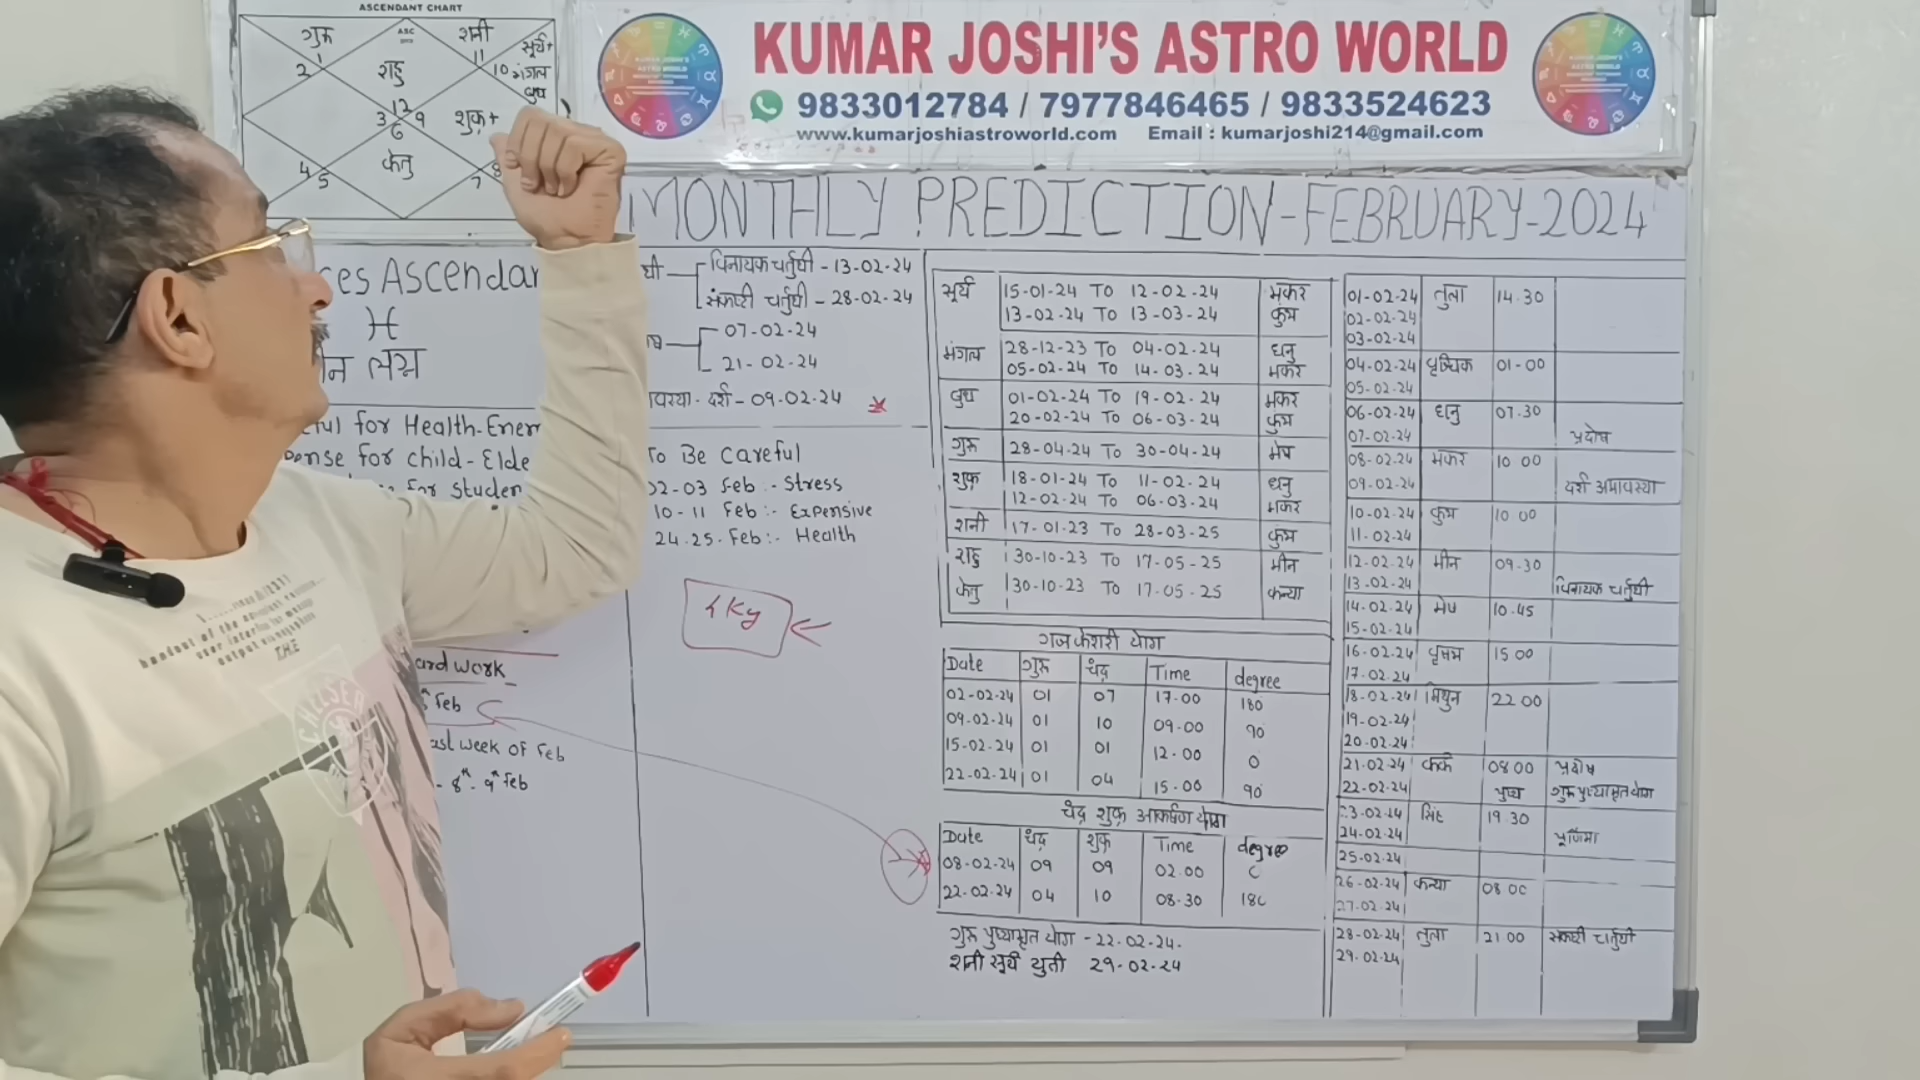 ASCENDANT CHART
गुरू
ASC
शनी
सूर्य+
1
11
2
राहु
10 मंगल
बुध
12
3
9
शुक्र+
6
केतु
4
5
7
8
KUMAR JOSHI'S ASTRO WORLD
9833012784 / 7977846465 / 9833524623
www.kumarjoshiastroworld.com Email : kumarjoshi214@gmail.com
MONTHLY PREDICTION-FEBRUARY-2024
ces Ascendan
न लग्न
ful for Health-Ener
ense for child-Elde
for studen
ard work
Feb
ast week of Feb
- 8th - 9th Feb
र्थी
विनायक चर्तुथी - 13-02-24
संकष्टी चर्तुथी - 28-02-24
07-02-24
21-02-24
वस्या - दर्श - 09-02-24
To Be Careful
02-03 Feb :- Stress
10-11 Feb :- Expensive
24-25-Feb:- Health
सूर्य 15-01-24 TO 12-02-24 मकर
13-02-24 TO 13-03-24 कुंभ
मंगल 28-12-23 TO 04-02-24 धनु
05-02-24 TO 14-03-24 मकर
बुध 01-02-24 TO 19-02-24 मकर
20-02-24 TO 06-03-24 कुंभ
गुरू 28-04-24 TO 30-04-24 मेष
शुक्र 18-01-24 TO 11-02-24 धनु
12-02-24 TO 06-03-24 मकर
शनी 17-01-23 TO 28-03-25 कुंभ
राहु 30-10-23 TO 17-05-25 मीन
केतु 30-10-23 TO 17-05-25 कन्या
गज केशरी योग
Date गुरू चंद्र Time degree
02-02-24 01 07 17-00 180
09-02-24 01 10 09-00 90
15-02-24 01 01 12-00 0
22-02-24 01 04 15-00 90
चंद्र शुक्र आकर्षण योग
Date चंद्र शुक्र Time degree
08-02-24 09 09 02.00
22-02-24 04 10 08-30 180
गुरू पुष्यामृत योग - 22-02-24.
शनी सूर्य युती 29-02-24
01-02-24 तुला 14.30
02-02-24
03-02-24
04-02-24 वृश्चिक 01-00
05-02-24
06-02-24 धनु 07.30
07-02-24 प्रदोष
08-02-24 मकर 10 00
09-02-24 दर्श अमावस्या
10-02-24 कुंभ 10 00
11-02-24
12-02-24 मीन 09.30
13-02-24 विनायक चर्तुथी
14-02-24 मेष 10.45
15-02-24
16-02-24 वृषभ 15 00
17-02-24
18-02-24 मिथुन 22 00
19-02-24
20-02-24
21-02-24 कर्क 08 00 प्रदोष
22-02-24 पुष्य गुरू पुष्यामृत योग
23-02-24 सिंह 19 30
24-02-24 पूर्णिमा
25-02-24
26-02-24 कन्या 08 00
27-02-24
28-02-24 तुला 21 00 संकष्टी चर्तुथी
29-02-24